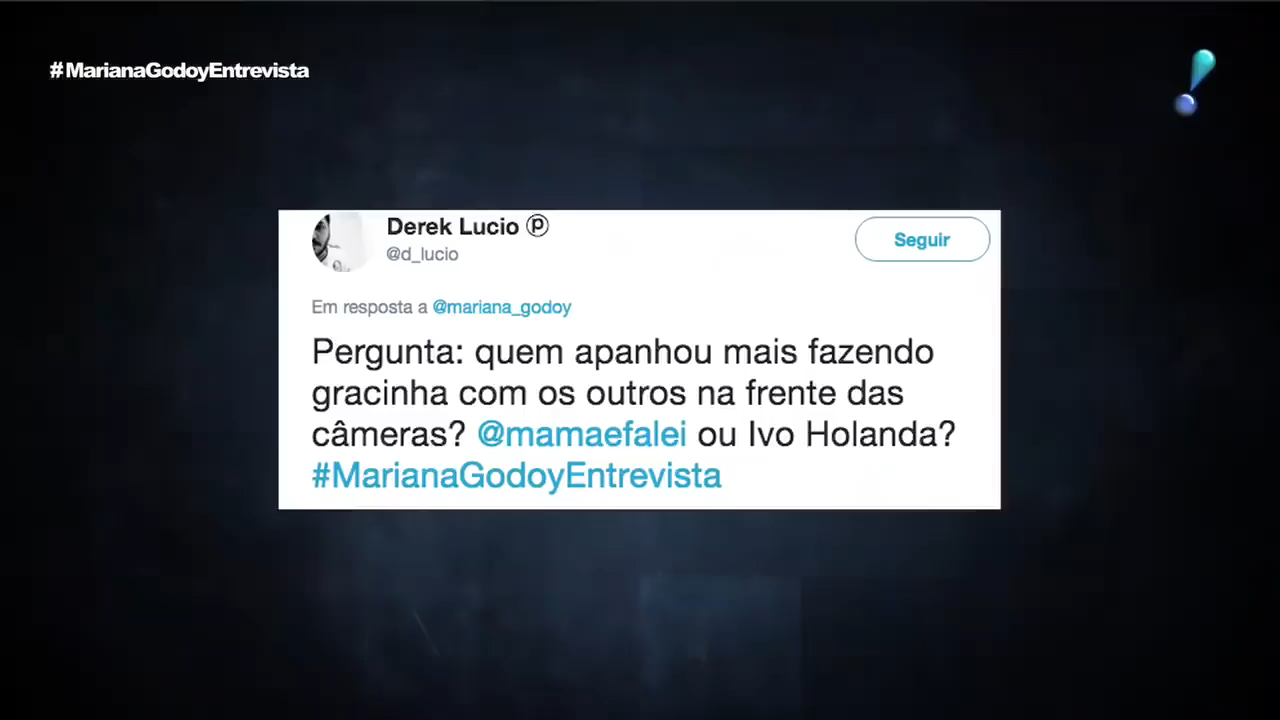 #MarianaGodoyEntrevista
Derek Lucio ⓟ
@d_lucio
Seguir
Em resposta a @mariana_godoy
Pergunta: quem apanhou mais fazendo
gracinha com os outros na frente das
câmeras? @mamaefalei ou Ivo Holanda?
#MarianaGodoyEntrevista